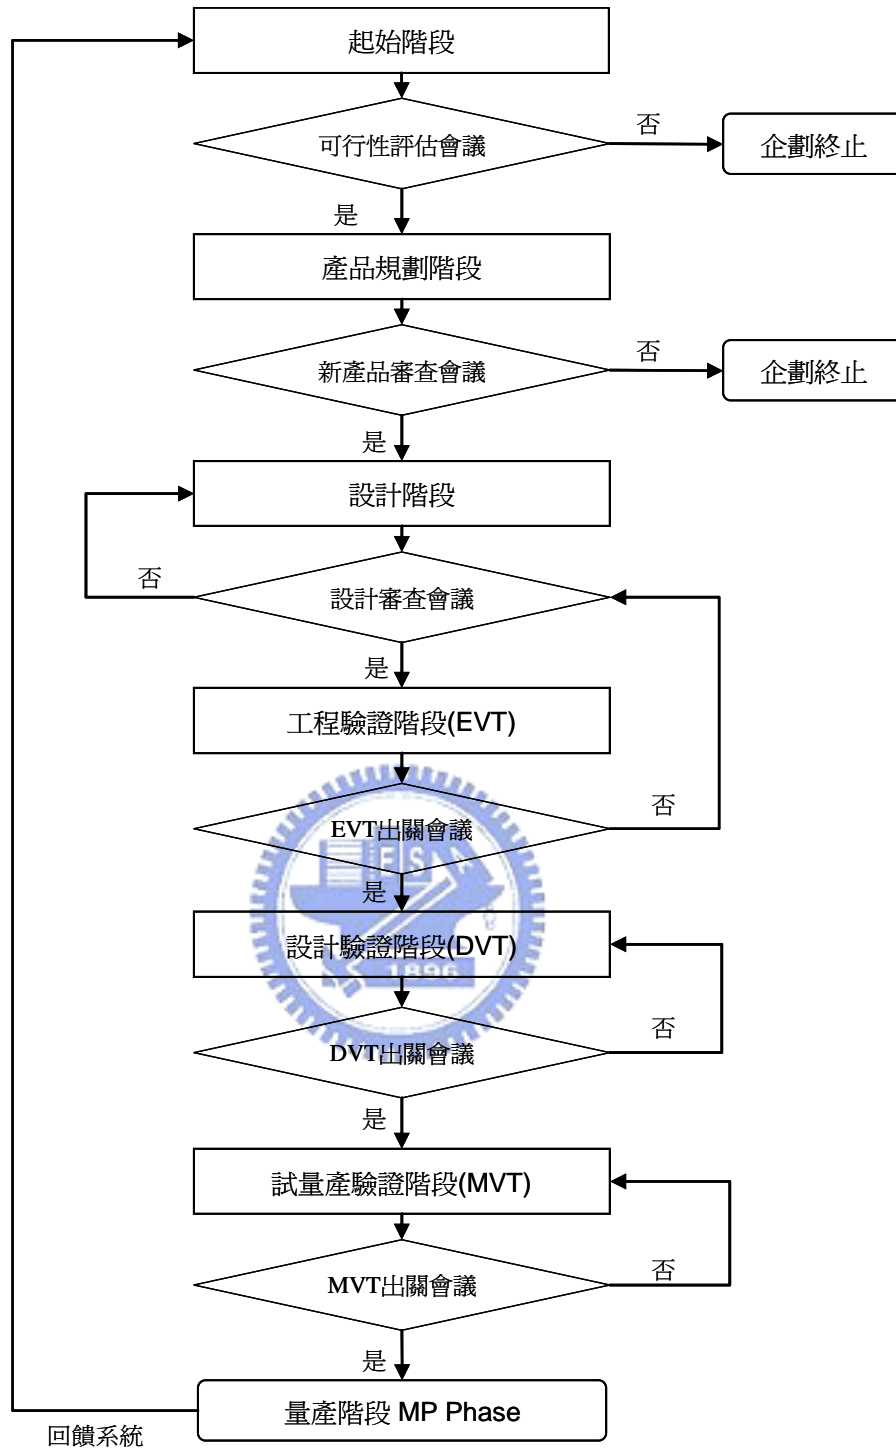 起始階段
可行性評估會議
否
企劃終止
是
產品規劃階段
新產品審查會議
否
企劃終止
是
設計階段
否
設計審查會議
是
工程驗證階段(EVT)
EVT出關會議
否
是
設計驗證階段(DVT)
1896
DVT出關會議
否
是
試量產驗證階段(MVT)
MVT出關會議
否
是
量產階段 MP Phase
回饋系統